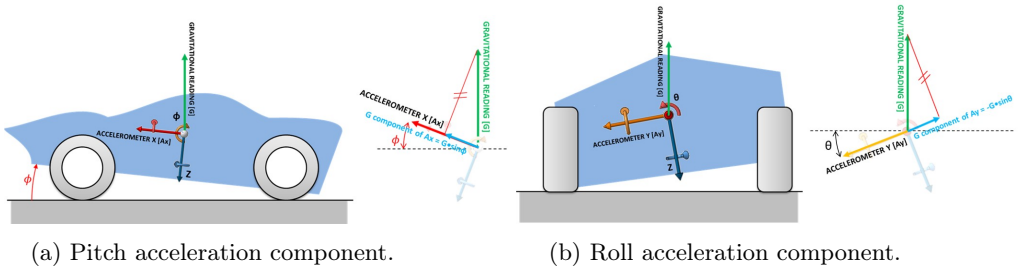 GRAVITATIONAL READING [G]
ϕ
ACCELEROMETER X [Ax]
Z
ϕ
GRAVITATIONAL READING [G]
ACCELEROMETER X [Ax]
G component of Ax = G•sinϕ
ϕ
GRAVITATIONAL READING [G]
θ
ACCELEROMETER Y [Ay]
Z
GRAVITATIONAL READING [G]
G component of Ay = -G•sinθ
θ
ACCELEROMETER Y [Ay]
(a) Pitch acceleration component.
(b) Roll acceleration component.